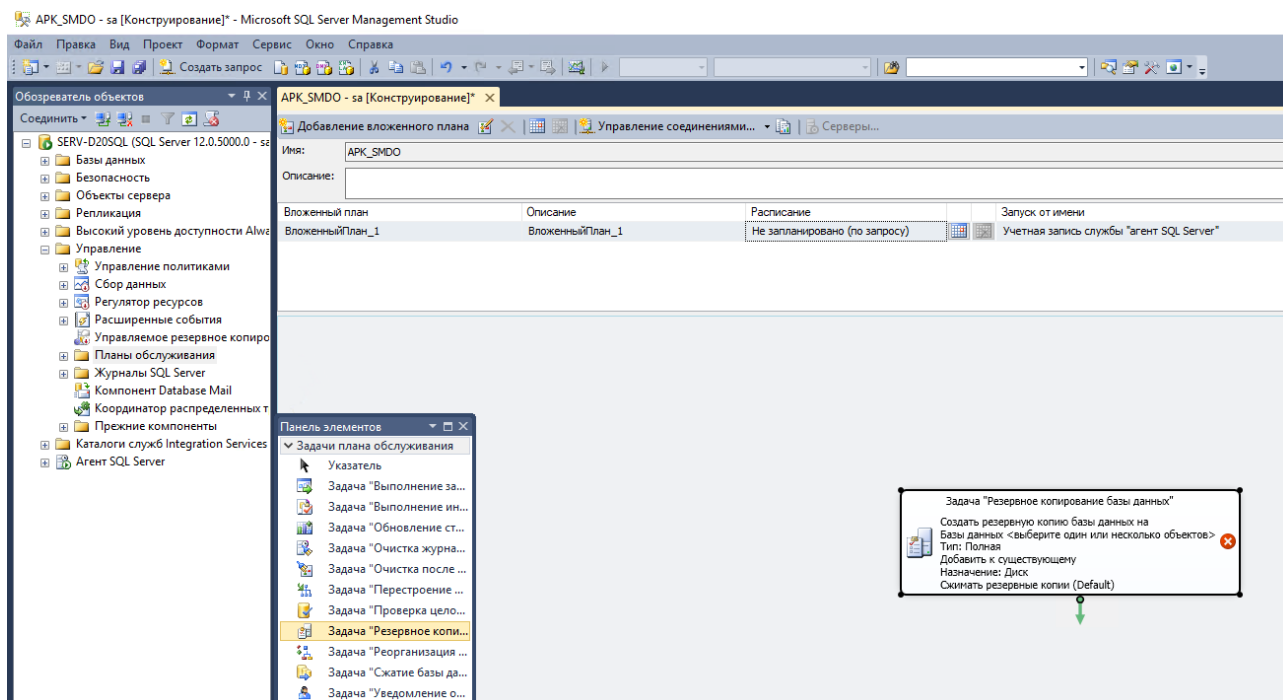 APK_SMDO - sa [Конструирование]* - Microsoft SQL Server Management Studio
Файл Правка Вид Проект Формат Сервис Окно Справка
Создать запрос
Обозреватель объектов
Соединить
SERV-D20SQL (SQL Server 12.0.5000.0 - sa
Базы данных
Безопасность
Объекты сервера
Репликация
Высокий уровень доступности Alwa
Управление
Управление политиками
Сбор данных
Регулятор ресурсов
Расширенные события
Управляемое резервное копиро
Планы обслуживания
Журналы SQL Server
Компонент Database Mail
Координатор распределенных т
Прежние компоненты
Каталоги служб Integration Services
Агент SQL Server
APK_SMDO - sa [Конструирование]*
Добавление вложенного плана Управление соединениями... Серверы...
Имя: APK_SMDO
Описание:
Вложенный план Описание Расписание Запуск от имени
ВложенныйПлан_1 ВложенныйПлан_1 Не запланировано (по запросу) Учетная запись службы "агент SQL Server"
Панель элементов
Задачи плана обслуживания
Указатель
Задача "Выполнение за...
Задача "Выполнение ин...
Задача "Обновление ст...
Задача "Очистка журна...
Задача "Очистка после ...
Задача "Перестроение ...
Задача "Проверка цело...
Задача "Резервное копи...
Задача "Реорганизация ...
Задача "Сжатие базы да...
Задача "Уведомление о...
Задача "Резервное копирование базы данных"
Создать резервную копию базы данных на
Базы данных <выберите один или несколько объектов>
Тип: Полная
Добавить к существующему
Назначение: Диск
Сжимать резервные копии (Default)